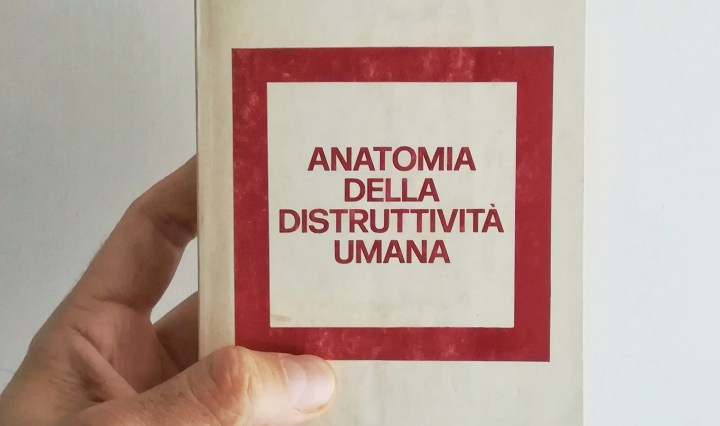 ANATOMIA
DELLA
DISTRUTTIVITÀ
UMANA